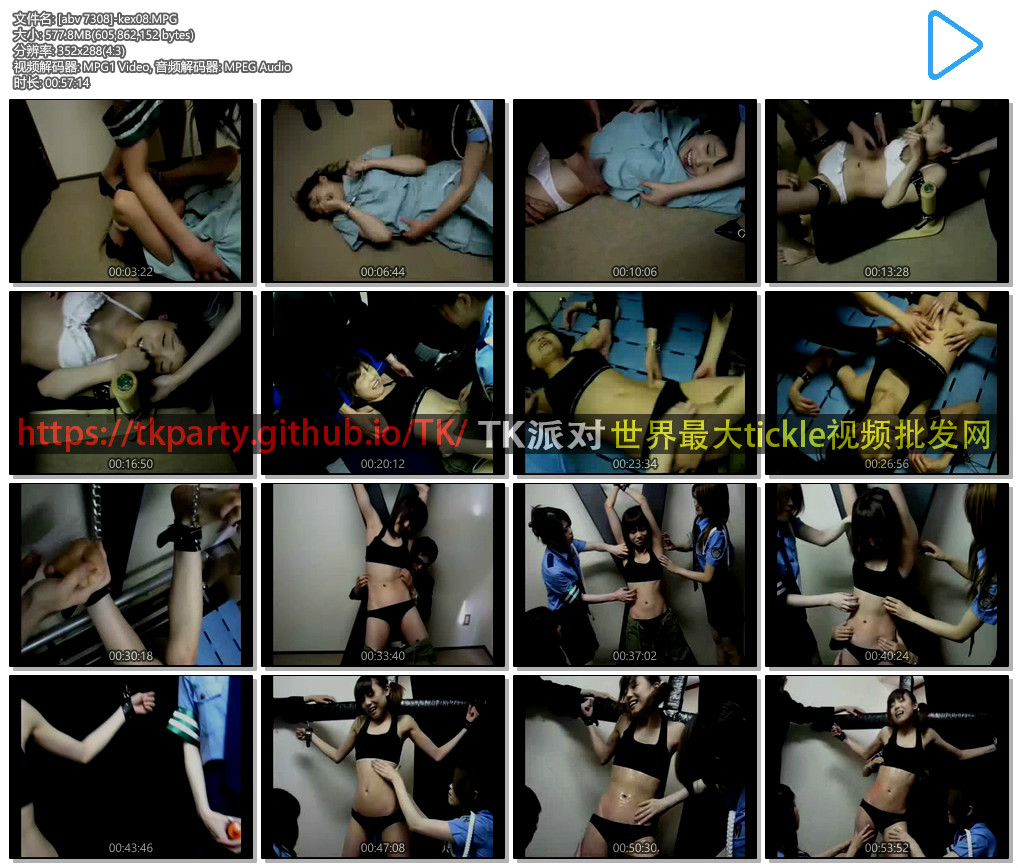 文件名: [abv 7308]-kex08.MPG
大小: 577.8MB(605,862,152 bytes)
分辨率: 352x288(4:3)
视频解码器: MPG1 Video, 音频解码器: MPEG Audio
时长: 00:57:14
00:03:22
00:06:44
00:10:06
00:13:28
https://tkparty.github.io/TK/ TK派对 世界最大tickle视频批发网
00:16:50
00:20:12
00:23:34
00:26:56
00:30:18
00:33:40
00:37:02
00:40:24
00:43:46
00:47:08
00:50:30
00:53:52